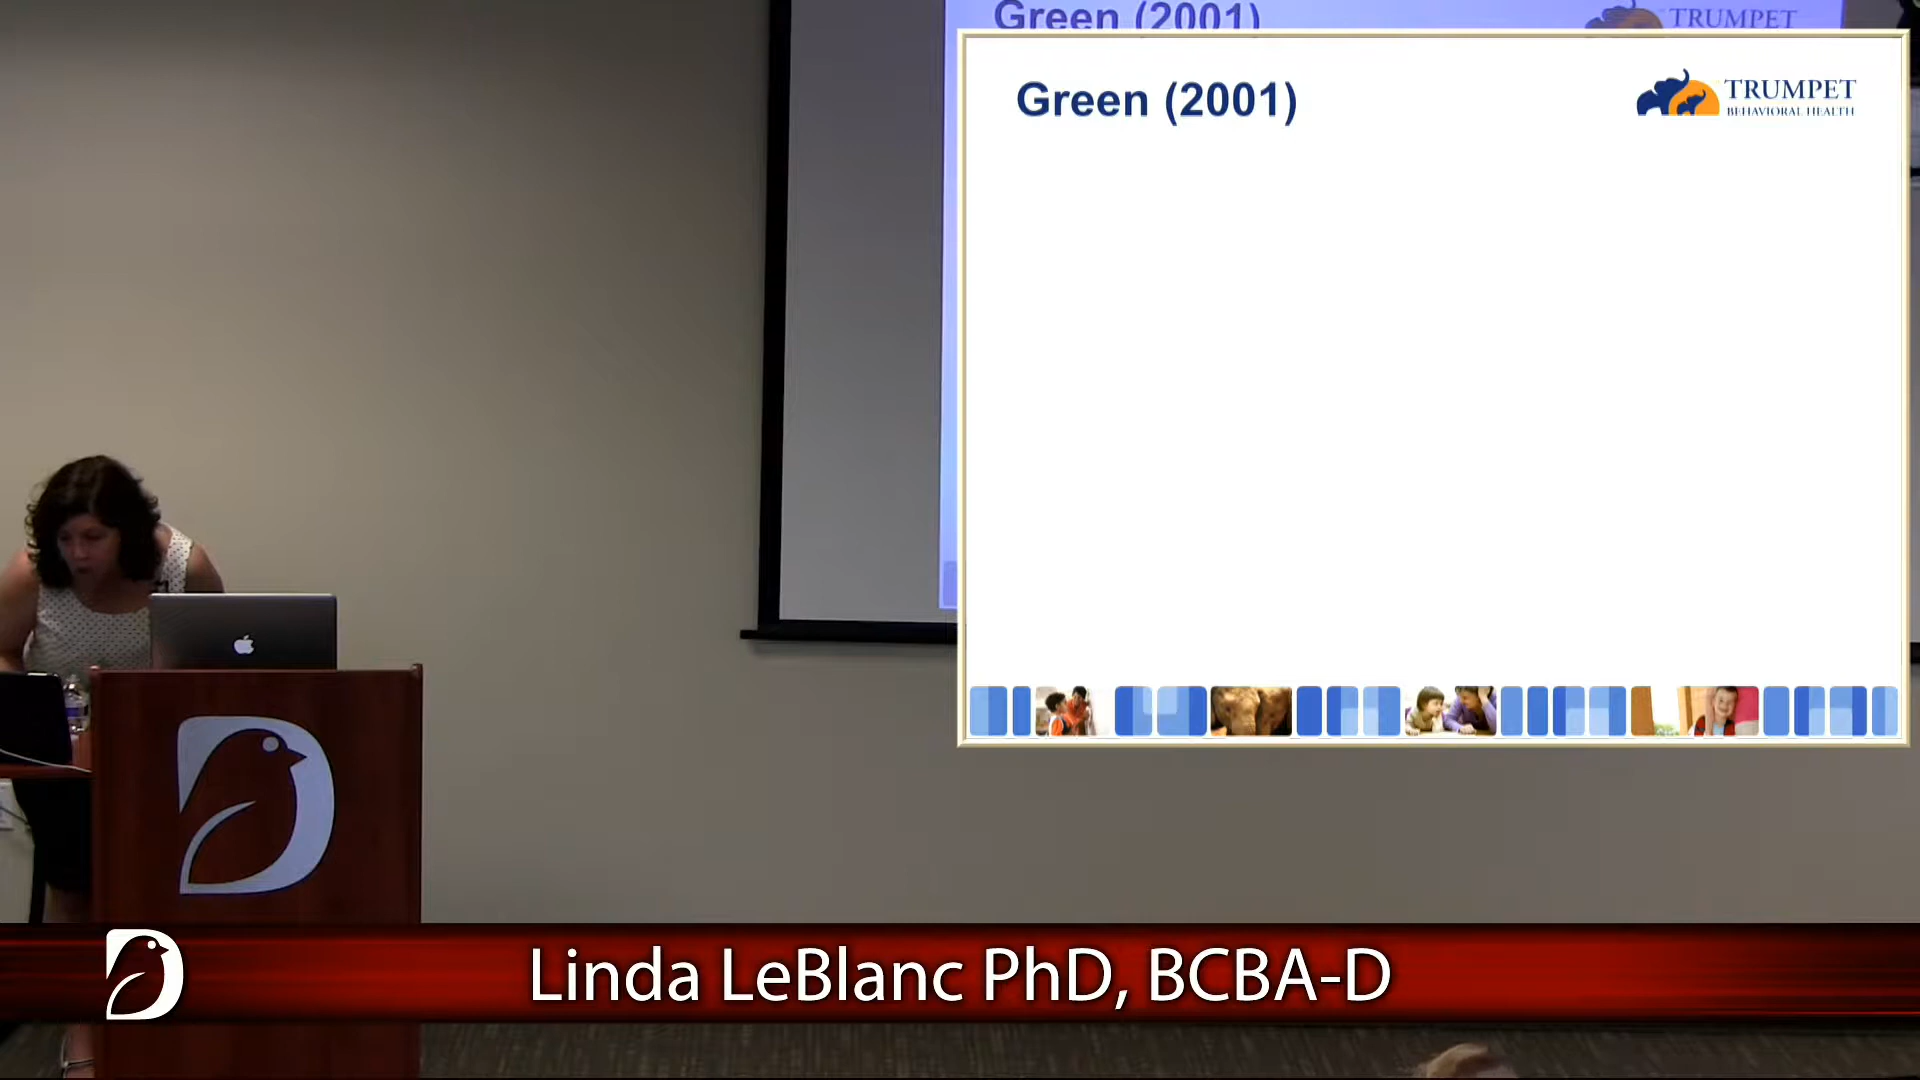 Green (2001)
TRUMPET
Green (2001)
TRUMPET
BEHAVIORAL HEALTH
Linda LeBlanc PhD, BCBA-D